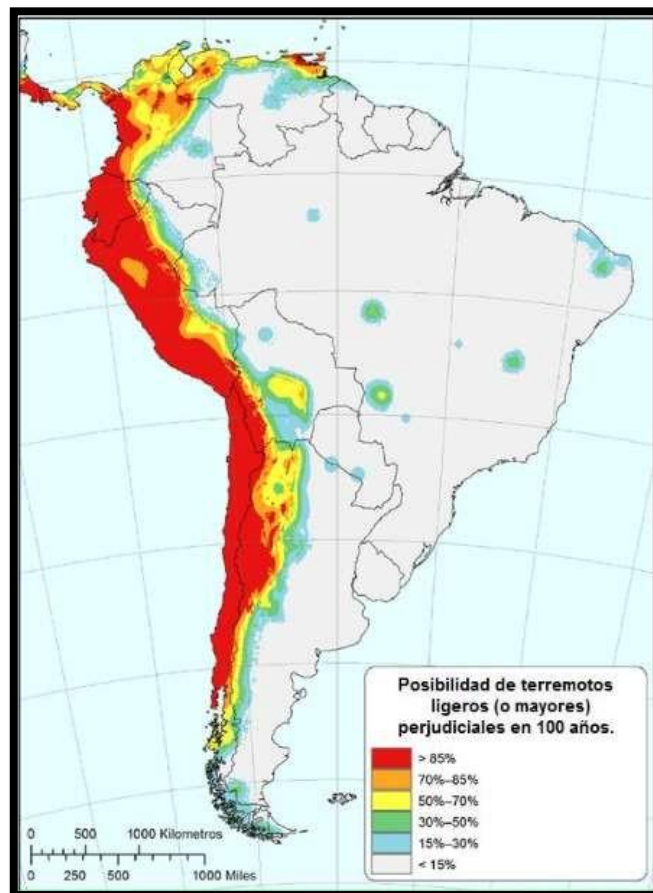 Posibilidad de terremotos
ligeros (o mayores)
perjudiciales en 100 años.
> 85%
70%–85%
50%–70%
30%–50%
15%–30%
< 15%
0 500 1000 Kilometros
0 250 500 1000 Miles